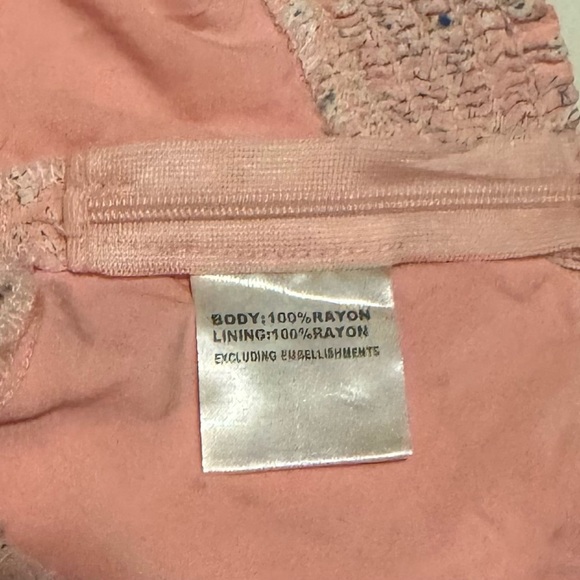 BODY:100%RAYON
LINING:100%RAYON
EXCLUDING EMBELLISHMENTS